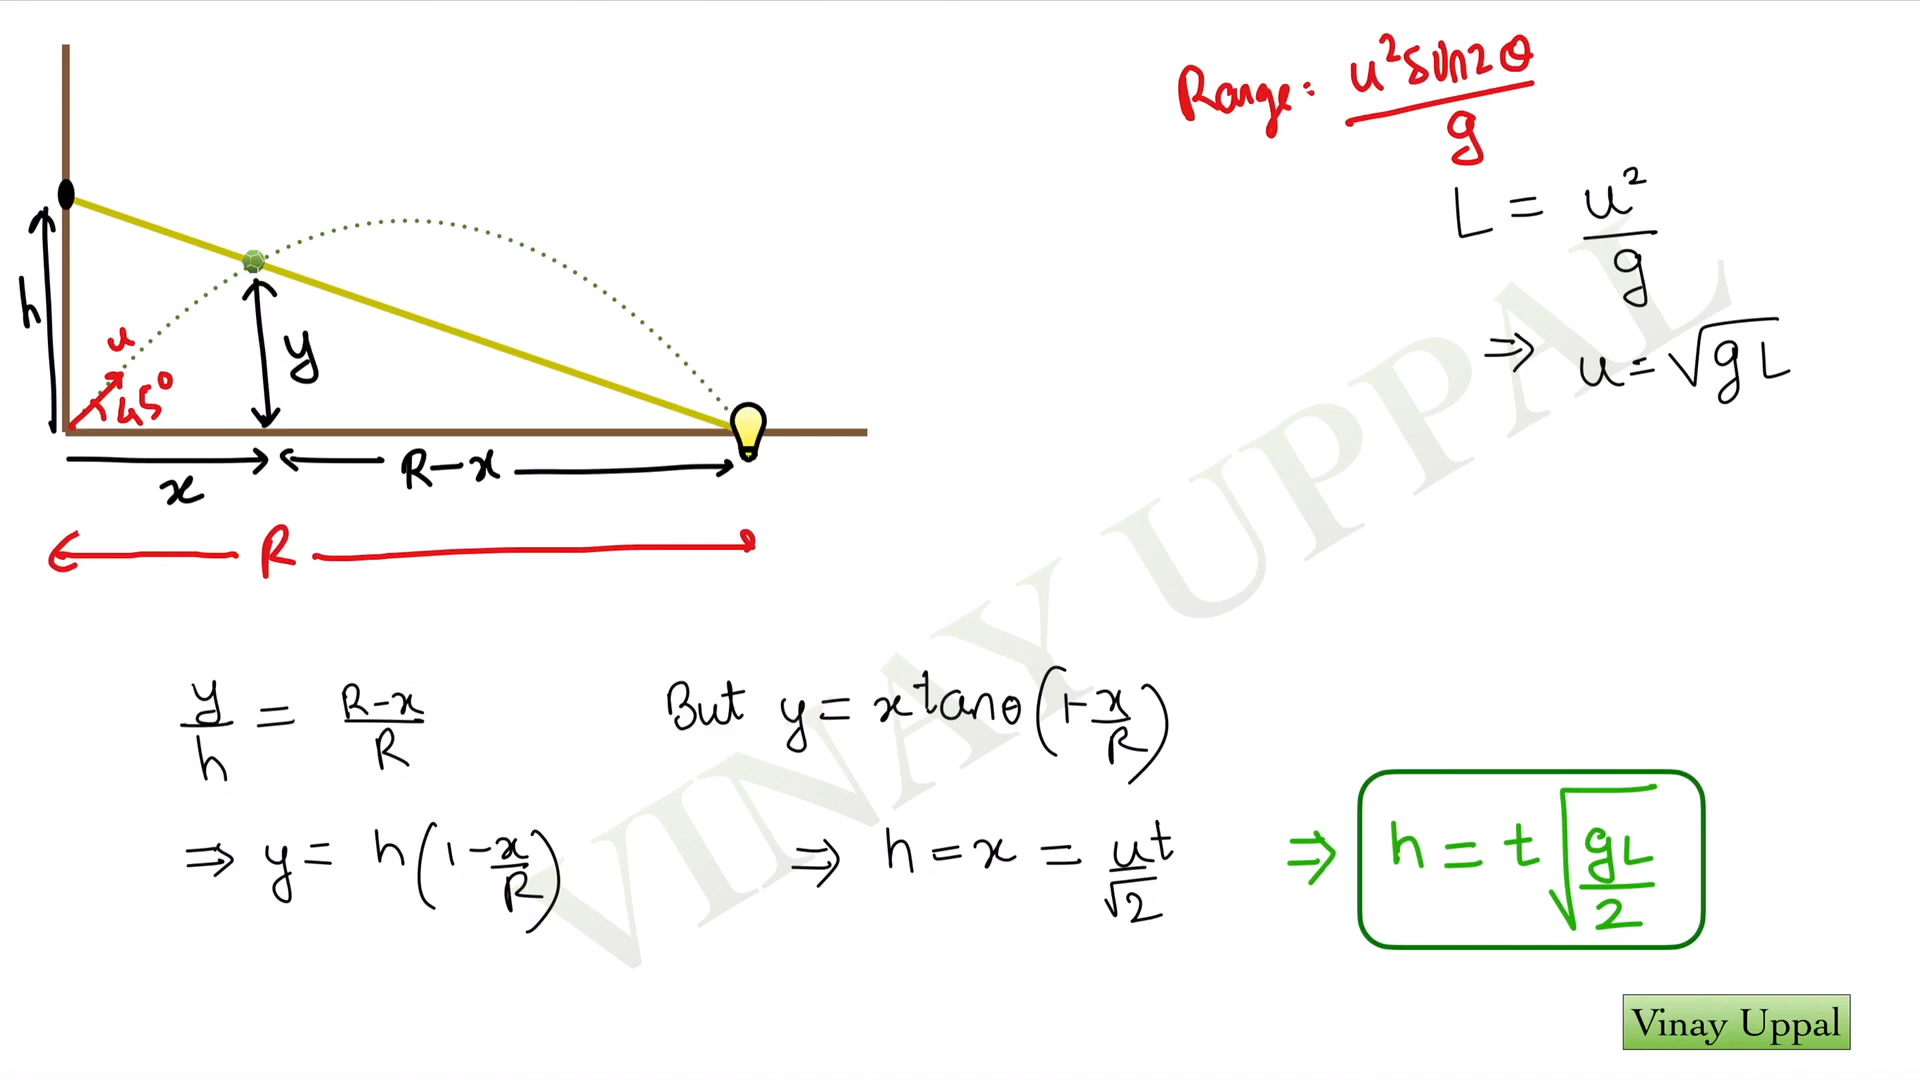 Range: u²sin2θ / g
L = u² / g
⇒ u = √gL
h
u
45°
y
x
R-x
R
y/h = R-x/R
But y = x tanθ (1-x/R)
⇒ y = h(1-x/R)
⇒ h = x = ut/√2
⇒ h = t√(gL/2)
VINAY UPPAL
Vinay Uppal